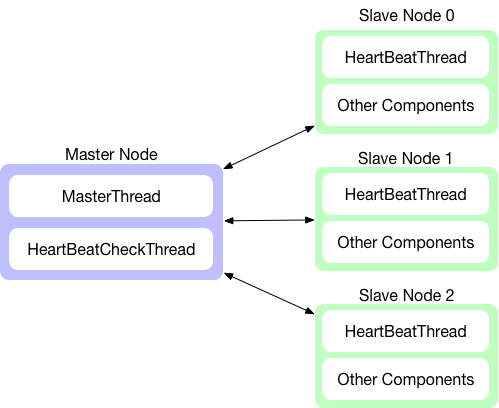 Slave Node 0
HeartBeatThread
Other Components
Master Node
MasterThread
HeartBeatCheckThread
Slave Node 1
HeartBeatThread
Other Components
Slave Node 2
HeartBeatThread
Other Components